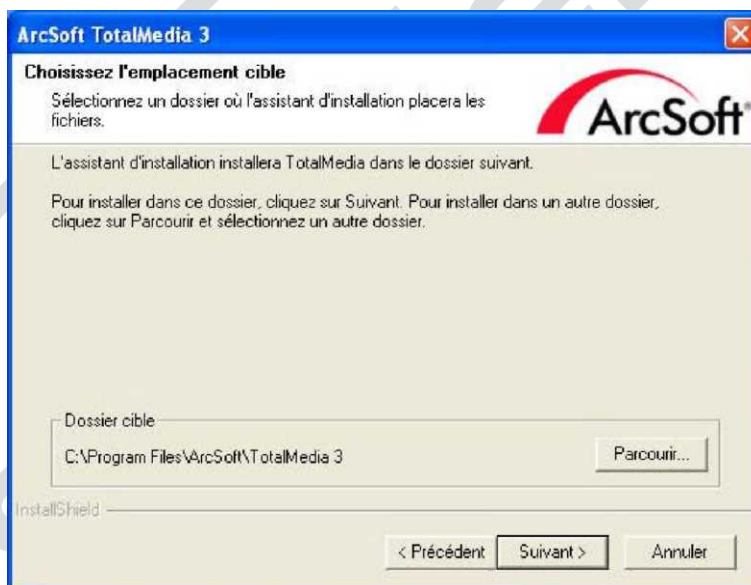 ArcSoft TotalMedia 3
Choisissez l'emplacement cible
Sélectionnez un dossier où l'assistant d'installation placera les
fichiers.
ArcSoft®
L'assistant d'installation installera TotalMedia dans le dossier suivant.
Pour installer dans ce dossier, cliquez sur Suivant. Pour installer dans un autre dossier,
cliquez sur Parcourir et sélectionnez un autre dossier.
Dossier cible
C:\Program Files\ArcSoft\TotalMedia 3
Parcourir...
InstallShield
< Précédent
Suivant >
Annuler